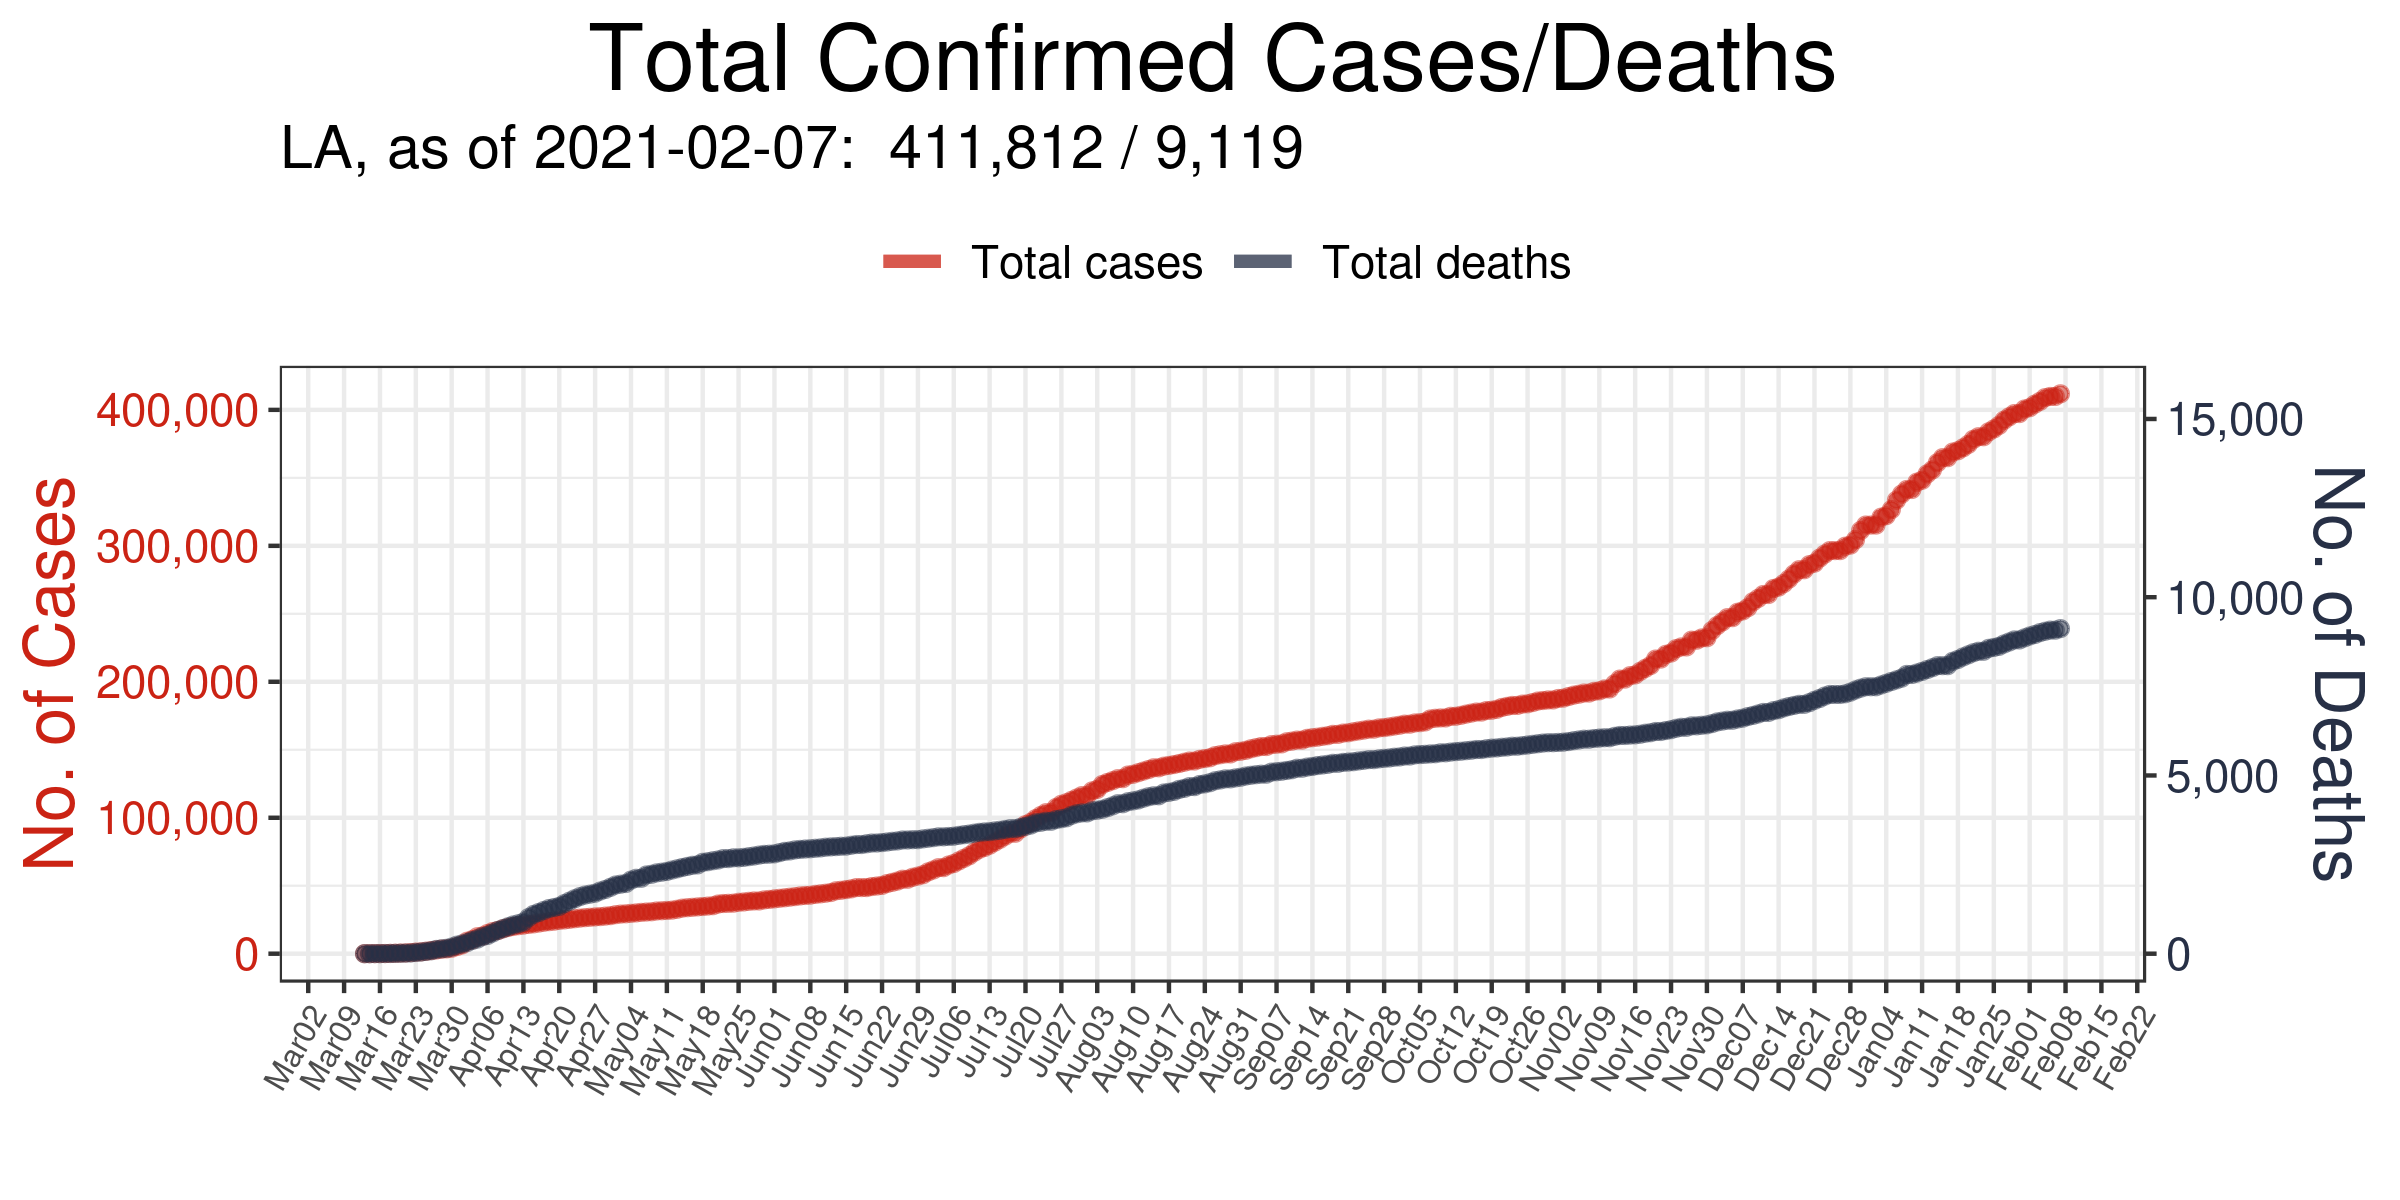 Total Confirmed Cases/Deaths
LA, as of 2021-02-07:  411,812 / 9,119
Total cases
Total deaths
No. of Cases
400,000
300,000
200,000
100,000
0
15,000
10,000
5,000
0
No. of Deaths
Mar02
Mar09
Mar16
Mar23
Mar30
Apr06
Apr13
Apr20
Apr27
May04
May11
May18
May25
Jun01
Jun08
Jun15
Jun22
Jun29
Jul06
Jul13
Jul20
Jul27
Aug03
Aug10
Aug17
Aug24
Aug31
Sep07
Sep14
Sep21
Sep28
Oct05
Oct12
Oct19
Oct26
Nov02
Nov09
Nov16
Nov23
Nov30
Dec07
Dec14
Dec21
Dec28
Jan04
Jan11
Jan18
Jan25
Feb01
Feb08
Feb15
Feb22